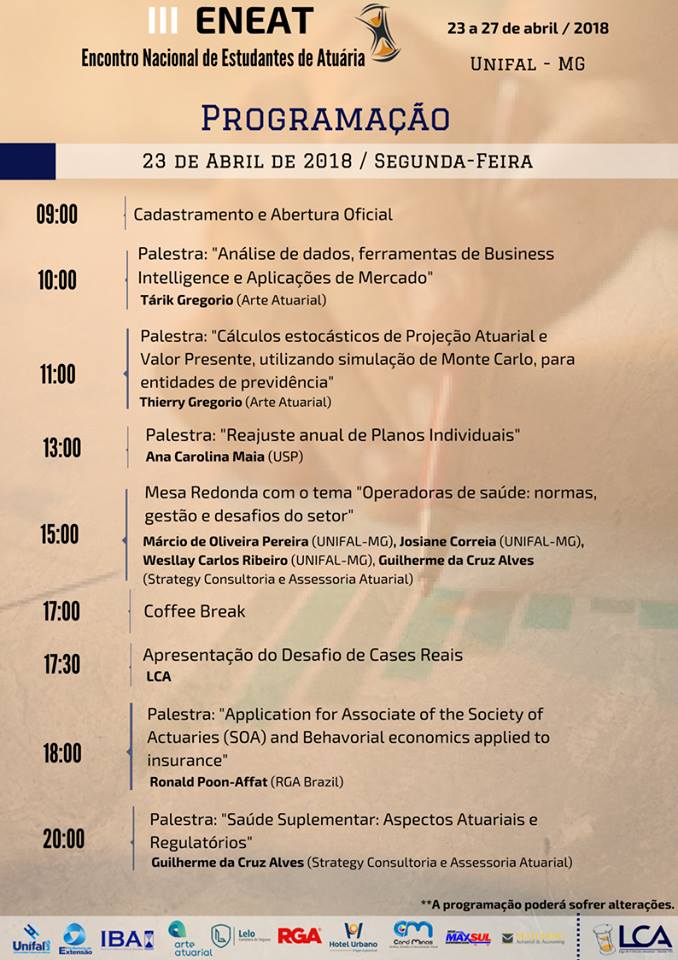 III ENEAT
Encontro Nacional de Estudantes de Atuária
23 a 27 de abril / 2018
Unifal - MG
Programação
23 de Abril de 2018 / Segunda-Feira
09:00
Cadastramento e Abertura Oficial
10:00
Palestra: "Análise de dados, ferramentas de Business
Intelligence e Aplicações de Mercado"
Tárik Gregorio (Arte Atuarial)
11:00
Palestra: "Cálculos estocásticos de Projeção Atuarial e
Valor Presente, utilizando simulação de Monte Carlo, para
entidades de previdência"
Thierry Gregorio (Arte Atuarial)
13:00
Palestra: "Reajuste anual de Planos Individuais"
Ana Carolina Maia (USP)
15:00
Mesa Redonda com o tema "Operadoras de saúde: normas,
gestão e desafios do setor"
Márcio de Oliveira Pereira (UNIFAL-MG), Josiane Correia (UNIFAL-MG),
Wesllay Carlos Ribeiro (UNIFAL-MG), Guilherme da Cruz Alves
(Strategy Consultoria e Assessoria Atuarial)
17:00
Coffee Break
17:30
Apresentação do Desafio de Cases Reais
LCA
18:00
Palestra: "Application for Associate of the Society of
Actuaries (SOA) and Behavorial economics applied to
insurance"
Ronald Poon-Affat (RGA Brazil)
20:00
Palestra: "Saúde Suplementar: Aspectos Atuariais e
Regulatórios"
Guilherme da Cruz Alves (Strategy Consultoria e Assessoria Atuarial)
**A programação poderá sofrer alterações.
Unifal
Extensão
IBA
arte
atuarial
Lelo
RGA
Hotel Urbano
Card Minas
MAXSUL
Actuarial & Accounting
LCA